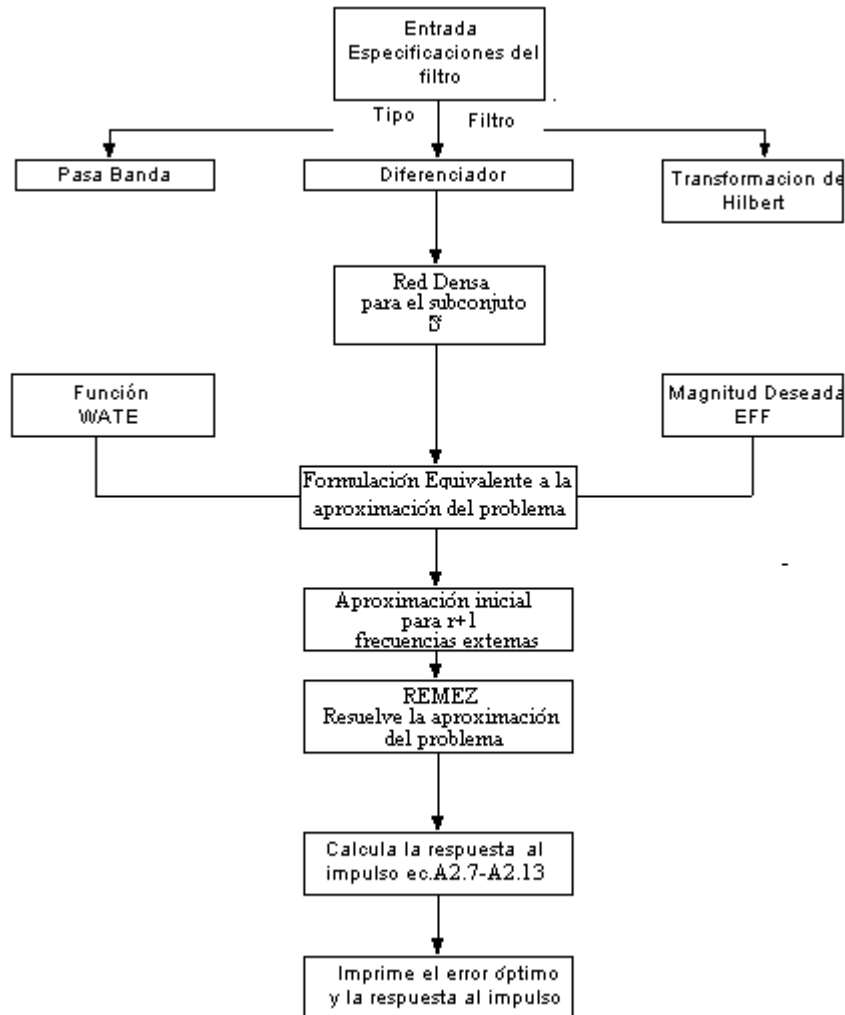 Entrada
Especificaciones del
filtro
Tipo
Filtro
Pasa Banda
Diferenciador
Transformacion de
Hilbert
Red Densa
para el subconjuto
Función
WATE
Magnitud Deseada
EFF
Formulación Equivalente a la
aproximación del problema
Aproximación inicial
para r+1
frecuencias externas
REMEZ
Resuelve la aproximación
del problema
Calcula la respuesta al
impulso ec.A2.7-A2.13
Imprime el error óptimo
y la respuesta al impulso